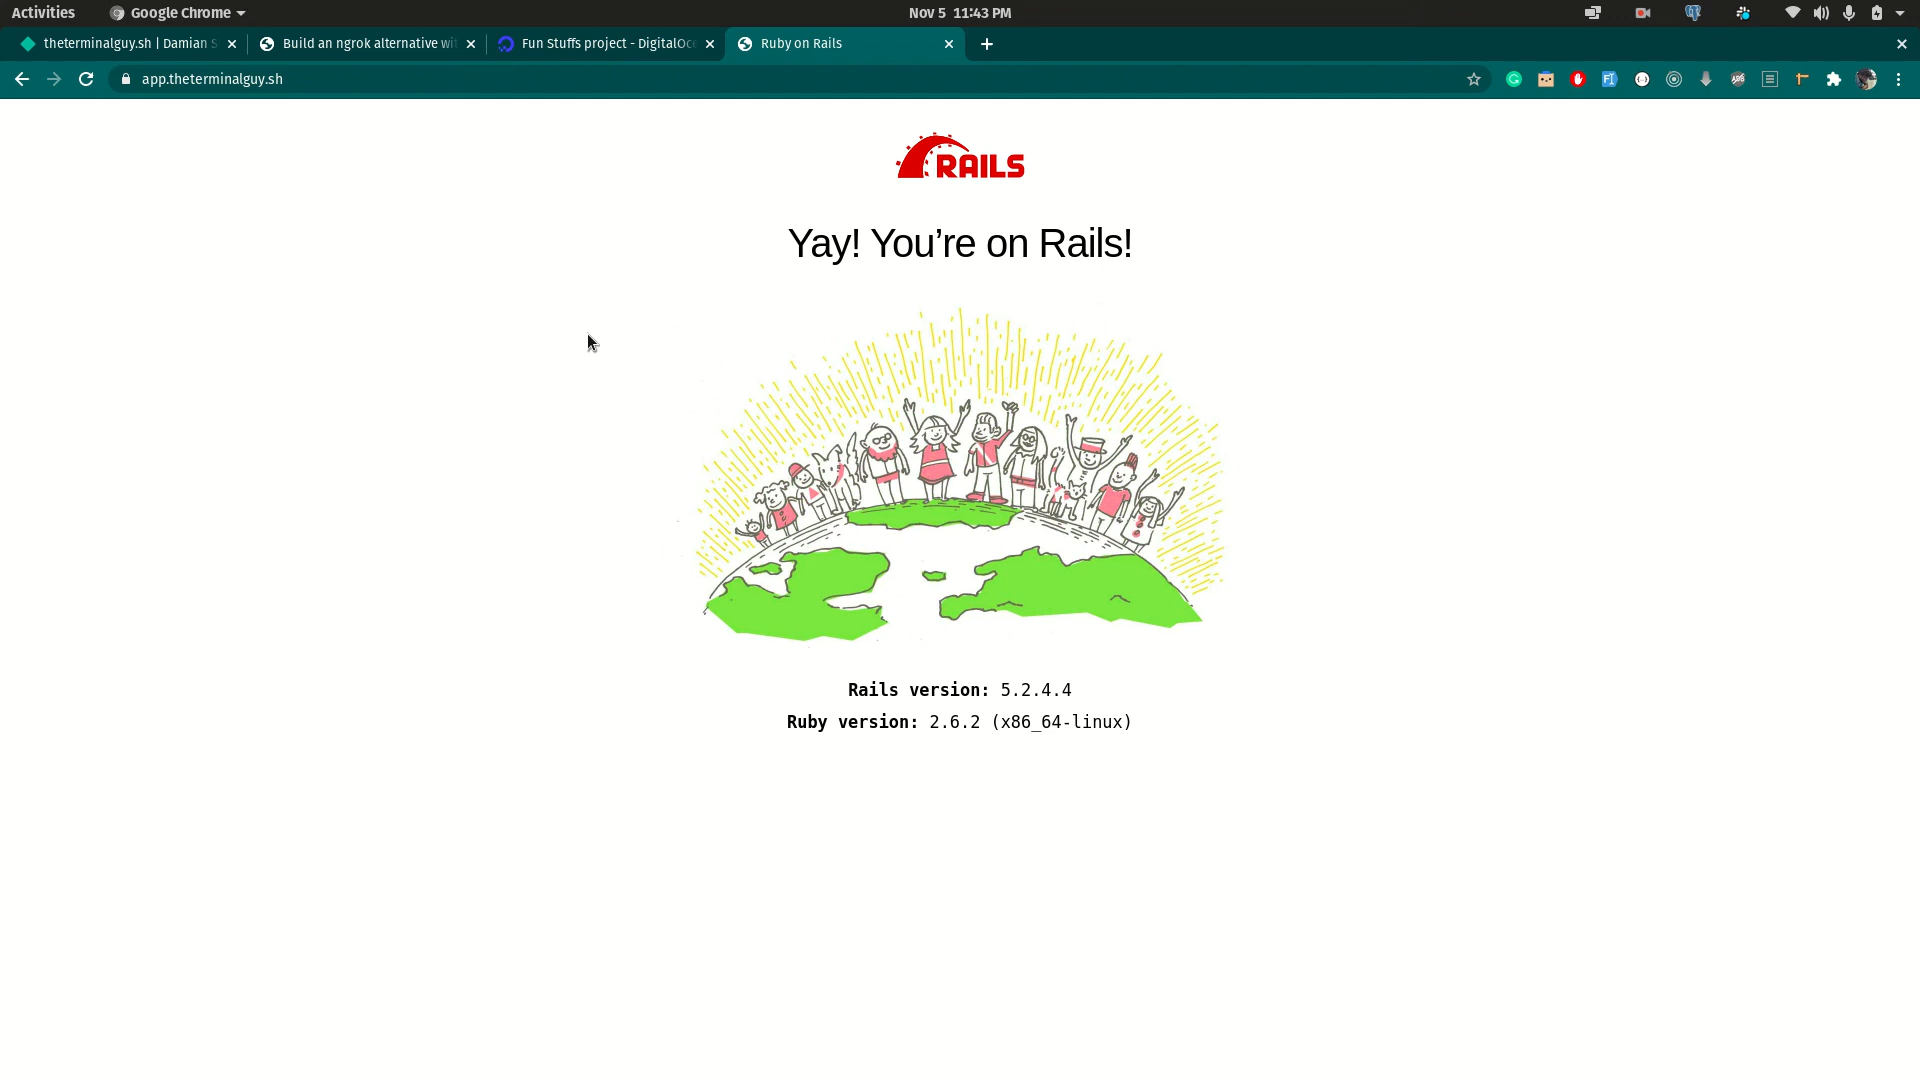 Activities
Google Chrome
Nov 5 11:43 PM
theterminalguy.sh | Damian S
Build an ngrok alternative wit
Fun Stuffs project - DigitalOce
Ruby on Rails
app.theterminalguy.sh
RAILS
Yay! You’re on Rails!
Rails version: 5.2.4.4
Ruby version: 2.6.2 (x86_64-linux)